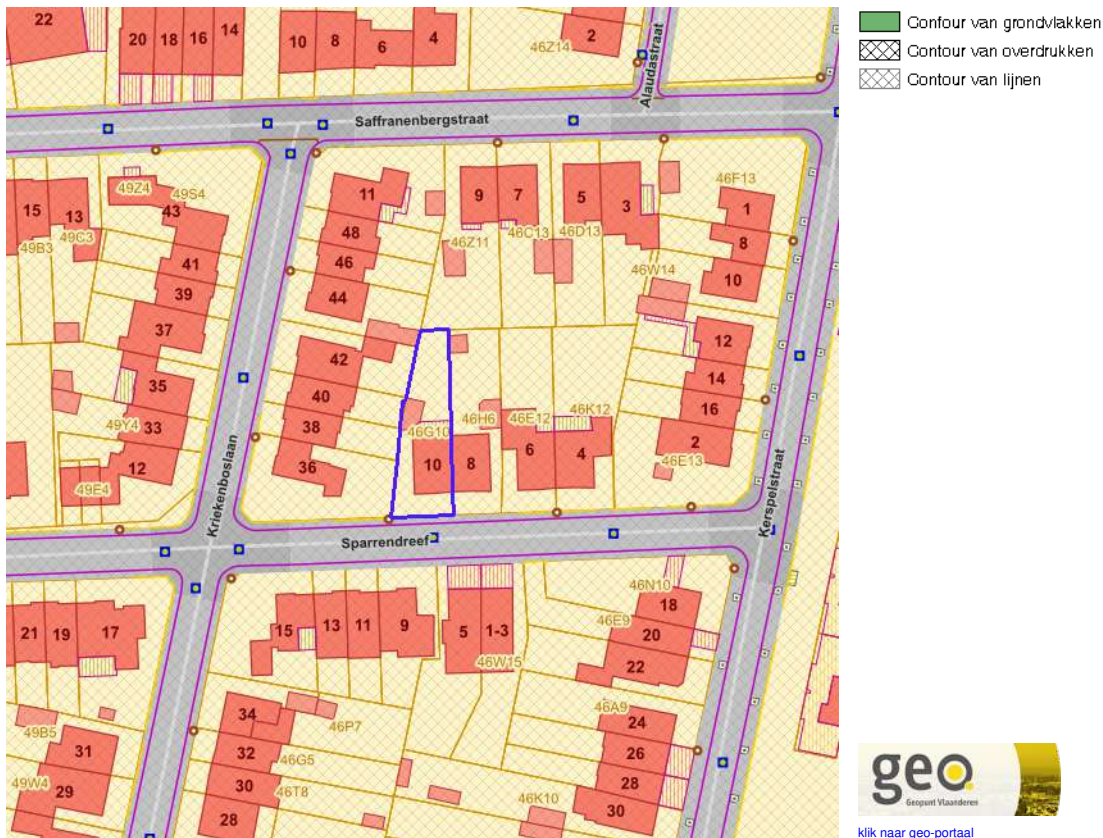 22
20 18 16 14
10 8 6 4
46Z14
2
Alaudastraat
Saffranenbergstraat
Contour van grondvlakken
Contour van overdrukken
Contour van lijnen
49Z4
49S4
43
15 13
49B3
49C3
41
39
37
35
49Y4
33
12
49E4
Kriekenboslaan
11
48
46
44
42
40
38
36
9 7
5 3
46Z11
46C13
46D13
46F13
1
8
10
46W14
12
14
16
2
46E13
Kerspelstraat
46G10
46H6
46E12
46K12
10 8
6 4
Sparrendreef
21 19 17
15 13 11 9
5 1-3
46W15
46N10
18
46E9
20
22
46A9
24
26
28
30
46K10
34
46P7
32
46G5
30
46T8
28
49B5
31
49W4
29
geo
Geopunt Vlaanderen
klik naar geo-portaal